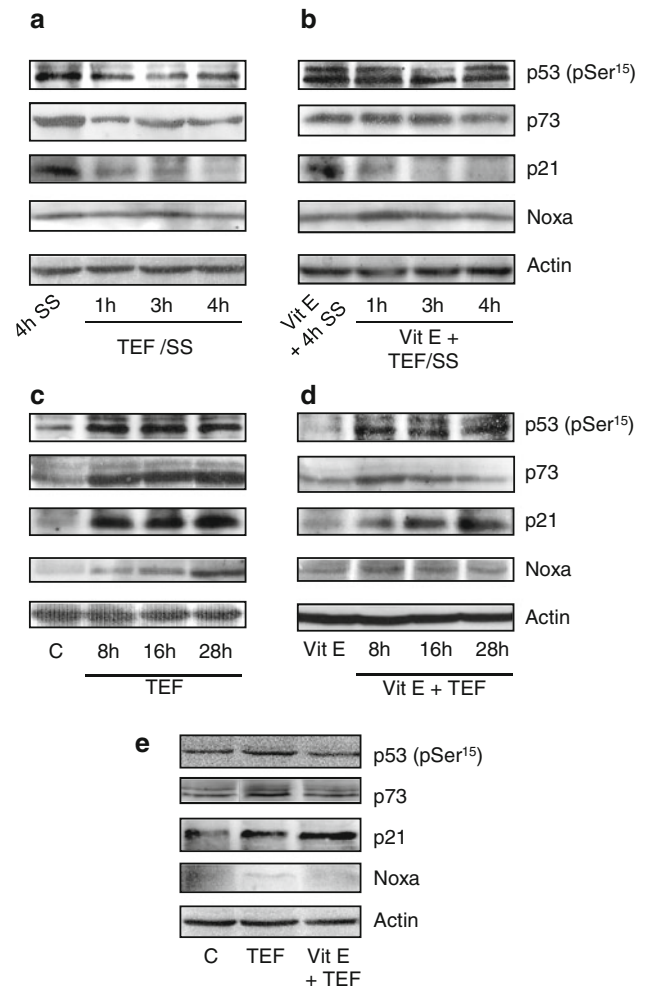 a
b
p53 (pSer15)
p73
p21
Noxa
Actin
4h SS
1h 3h 4h
TEF /SS
Vit E
+ 4h SS
1h 3h 4h
Vit E +
TEF/SS
c
d
p53 (pSer15)
p73
p21
Noxa
Actin
C 8h 16h 28h
TEF
Vit E 8h 16h 28h
Vit E + TEF
e
p53 (pSer15)
p73
p21
Noxa
Actin
C TEF Vit E
+ TEF